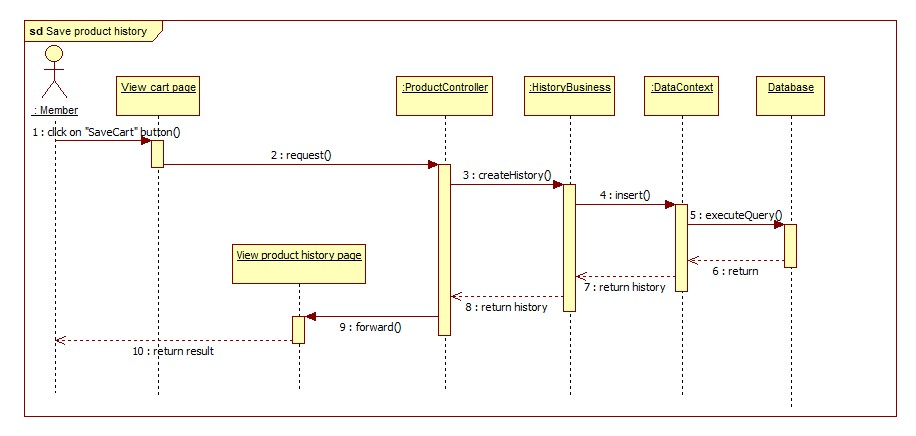 sd Save product history
: Member
View cart page
:ProductController
:HistoryBusiness
:DataContext
Database
1 : click on "SaveCart" button()
2 : request()
3 : createHistory()
4 : insert()
5 : executeQuery()
View product history page
6 : return
7 : return history
8 : return history
9 : forward()
10 : return result